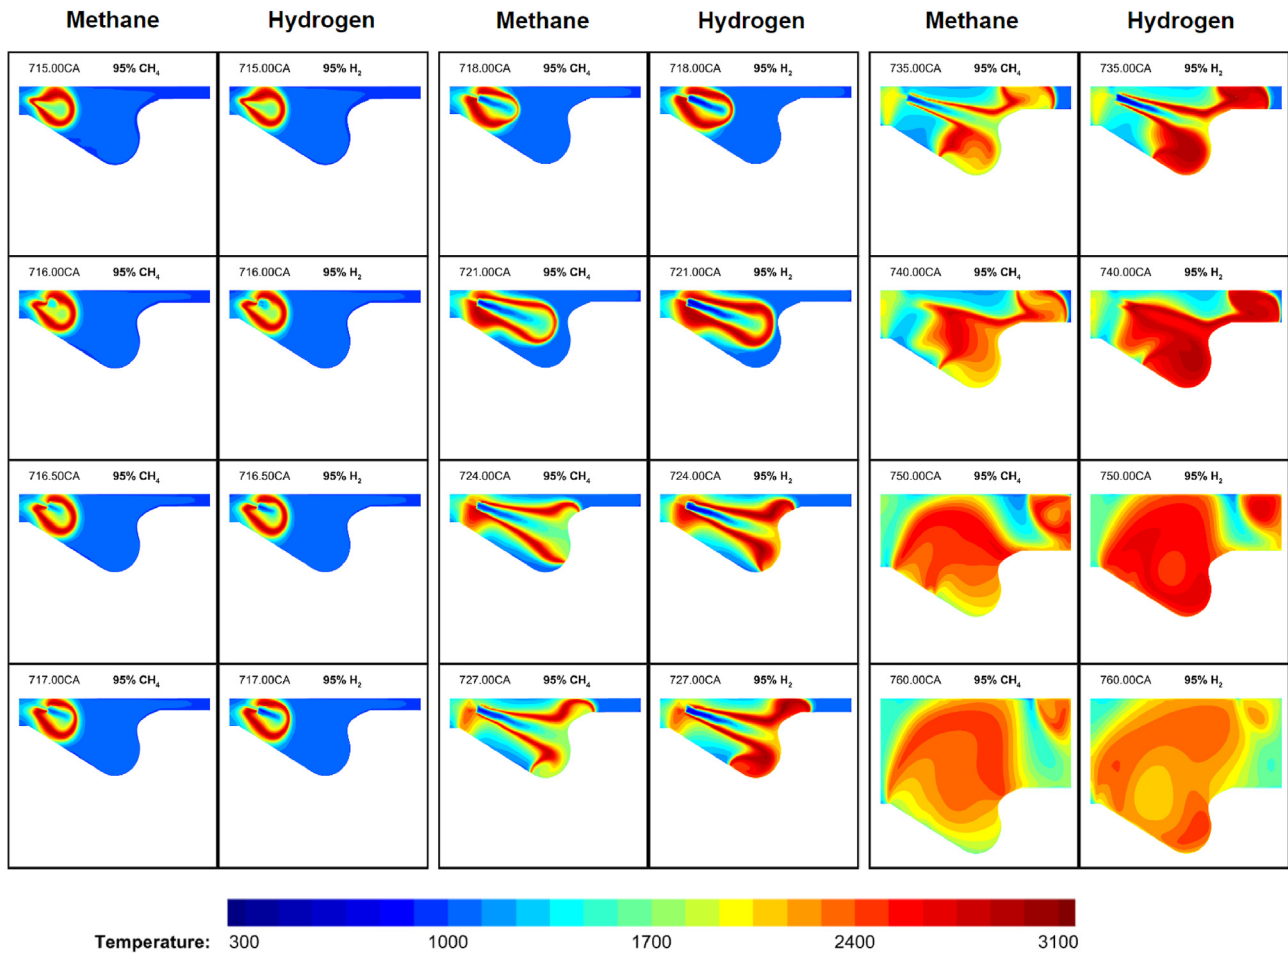 Methane Hydrogen Methane Hydrogen Methane Hydrogen
715.00CA 95% CH₄ 715.00CA 95% H₂ 718.00CA 95% CH₄ 718.00CA 95% H₂ 735.00CA 95% CH₄ 735.00CA 95% H₂
716.00CA 95% CH₄ 716.00CA 95% H₂ 721.00CA 95% CH₄ 721.00CA 95% H₂ 740.00CA 95% CH₄ 740.00CA 95% H₂
716.50CA 95% CH₄ 716.50CA 95% H₂ 724.00CA 95% CH₄ 724.00CA 95% H₂ 750.00CA 95% CH₄ 750.00CA 95% H₂
717.00CA 95% CH₄ 717.00CA 95% H₂ 727.00CA 95% CH₄ 727.00CA 95% H₂ 760.00CA 95% CH₄ 760.00CA 95% H₂
Temperature: 300 1000 1700 2400 3100